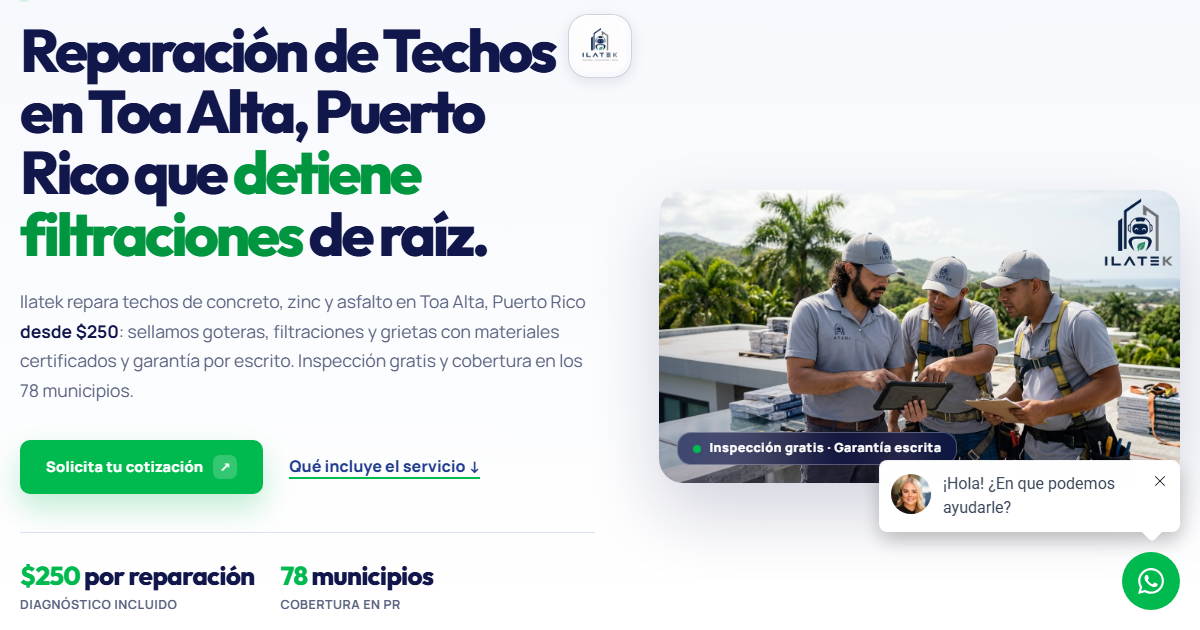 Reparación de Techos
en Toa Alta, Puerto
Rico que detiene
filtraciones de raíz.
ILATEK
Ilatek repara techos de concreto, zinc y asfalto en Toa Alta, Puerto Rico
desde $250: sellamos goteras, filtraciones y grietas con materiales
certificados y garantía por escrito. Inspección gratis y cobertura en los
78 municipios.
Solicita tu cotización ↗
Qué incluye el servicio ↓
$250 por reparación
DIAGNÓSTICO INCLUIDO
78 municipios
COBERTURA EN PR
ILATEK
Inspección gratis · Garantía escrita
¡Hola! ¿En que podemos
ayudarle?